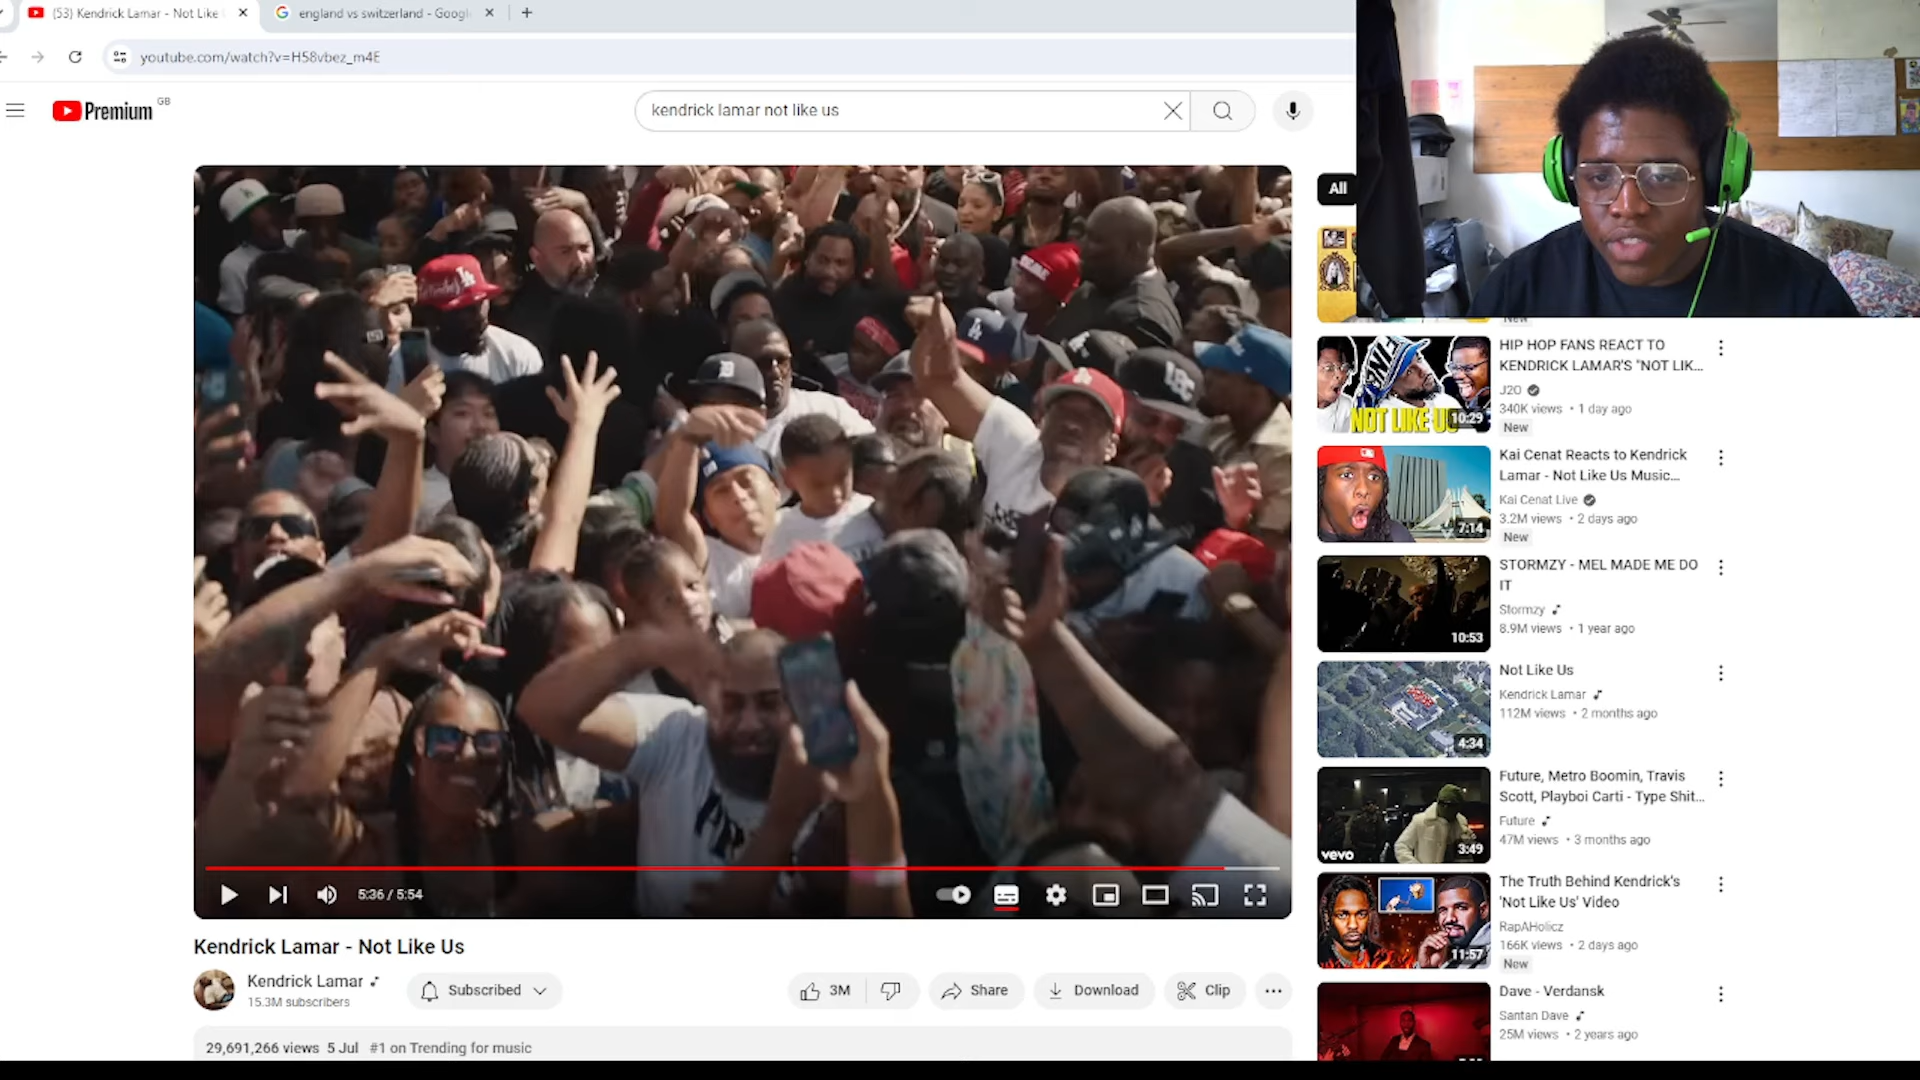 (53) Kendrick Lamar - Not Like
england vs switzerland - Googl
youtube.com/watch?v=H58vbez_m4E
Premium GB
kendrick lamar not like us
All
New
HIP HOP FANS REACT TO
KENDRICK LAMAR'S "NOT LIK...
J2O
340K views • 1 day ago
New
NOT LIKE U
10:29
Kai Cenat Reacts to Kendrick
Lamar - Not Like Us Music...
Kai Cenat Live
3.2M views • 2 days ago
New
7:14
STORMZY - MEL MADE ME DO
IT
Stormzy
8.9M views • 1 year ago
10:53
Not Like Us
Kendrick Lamar
112M views • 2 months ago
4:34
Future, Metro Boomin, Travis
Scott, Playboi Carti - Type Shit...
Future
47M views • 3 months ago
vevo
3:49
The Truth Behind Kendrick's
'Not Like Us' Video
RapAHolicz
166K views • 2 days ago
New
11:57
Dave - Verdansk
Santan Dave
25M views • 2 years ago
5:36 / 5:54
Kendrick Lamar - Not Like Us
Kendrick Lamar
15.3M subscribers
Subscribed
3M
Share
Download
Clip
29,691,266 views 5 Jul #1 on Trending for music